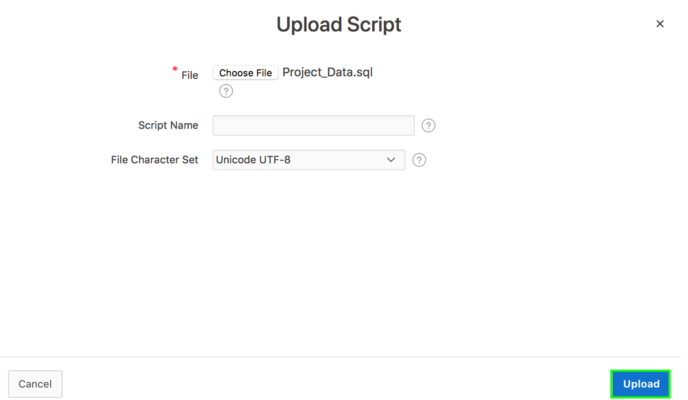 Upload Script
* File Choose File Project_Data.sql
Script Name
File Character Set Unicode UTF-8
Cancel Upload